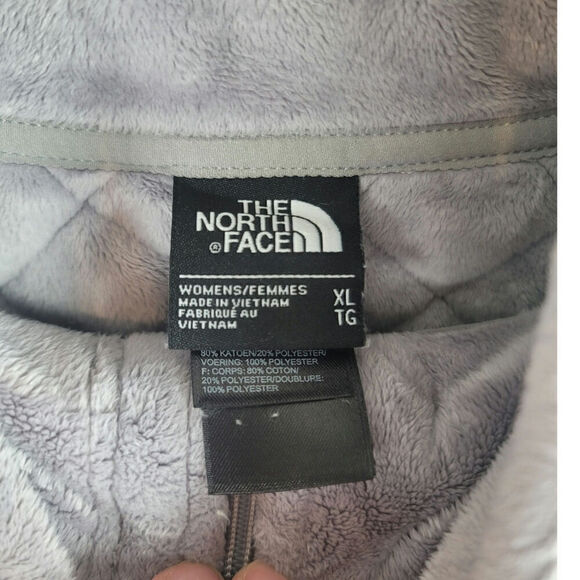 THE
NORTH
® FACE
WOMENS/FEMMES
MADE IN VIETNAM
FABRIQUÉ AU
VIETNAM
XL
TG
80% KATOEN/20% POLYESTER/
VOERING: 100% POLYESTER
F: CORPS: 80% COTON/
20% POLYESTER/DOUBLURE:
100% POLYESTER